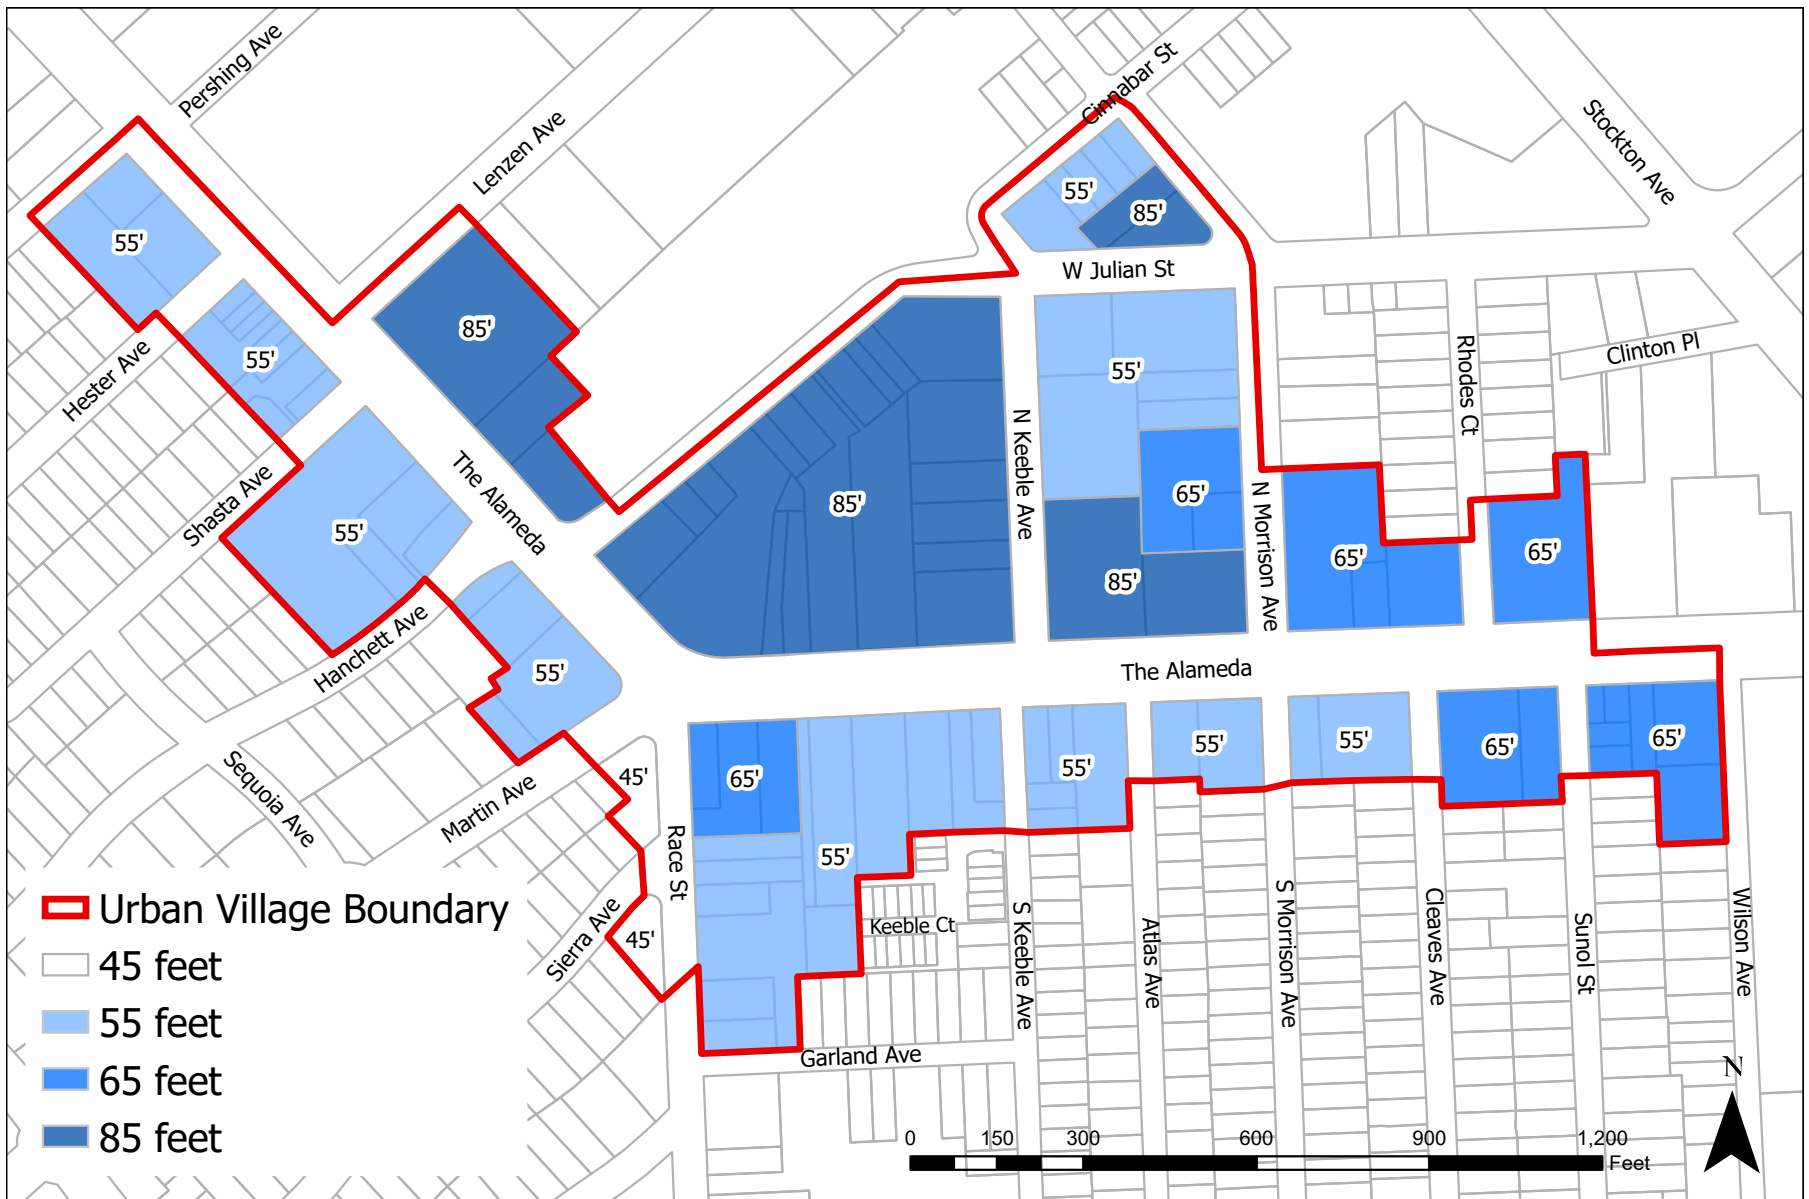 Pershing Ave
Cinnabar St
Stockton Ave
Lenzen Ave
55'
85'
55'
W Julian St
85'
55'
Hester Ave
Rhodes Ct
Clinton Pl
55'
N Keeble Ave
65'
N Morrison Ave
The Alameda
85'
Shasta Ave
55'
65'
65'
85'
Hanchett Ave
55'
The Alameda
Sequoia Ave
Martin Ave
45'
Race St
65'
55'
55'
55'
55'
65'
65'
Sierra Ave
45'
Keeble Ct
S Keeble Ave
Atlas Ave
S Morrison Ave
Cleaves Ave
Sunol St
Wilson Ave
Garland Ave
Urban Village Boundary
45 feet
55 feet
65 feet
85 feet
N
0 150 300 600 900 1,200
Feet